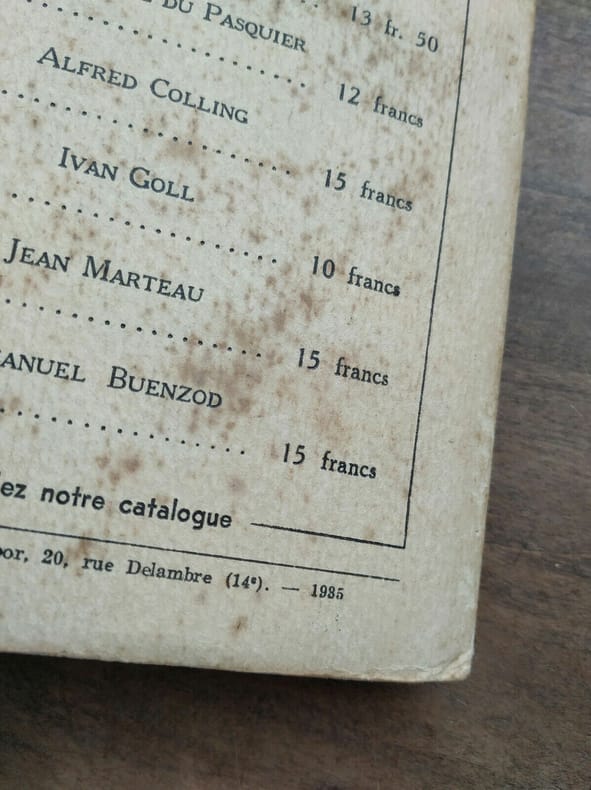 DU PASQUIER
. . . . . 13 fr. 50
ALFRED COLLING
. . . . . . . . . . . . . . . . . 12 francs
IVAN GOLL
. . . . . . . . . . . . . . . . . 15 francs
JEAN MARTEAU
. . . . . . . . . . . . . . . . . 10 francs
ANUEL BUENZOD
. . . . . . . . . . . . . . . . . 15 francs
. . . . . . . . . . . . . . . . . 15 francs
ez notre catalogue
or, 20, rue Delambre (14e). — 1935